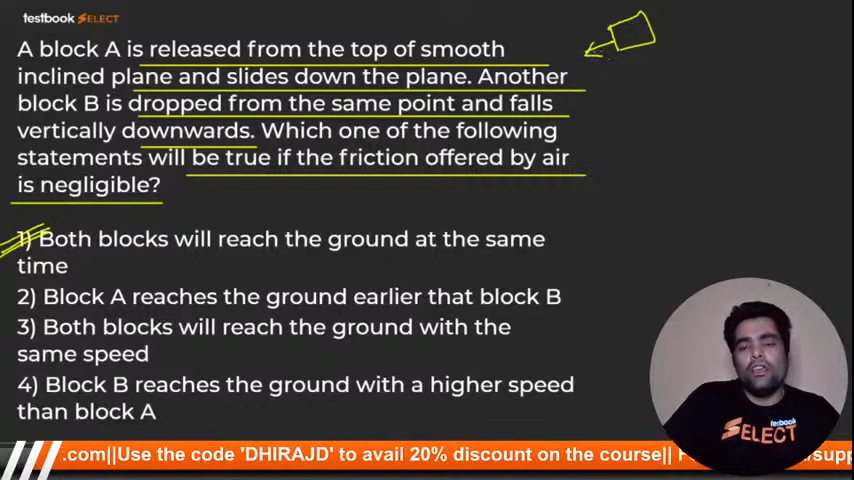 testbook SELECT
A block A is released from the top of smooth
inclined plane and slides down the plane. Another
block B is dropped from the same point and falls
vertically downwards. Which one of the following
statements will be true if the friction offered by air
is negligible?
1) Both blocks will reach the ground at the same
time
2) Block A reaches the ground earlier that block B
3) Both blocks will reach the ground with the
same speed
4) Block B reaches the ground with a higher speed
than block A
testbook
SELECT
.com||Use the code 'DHIRAJD' to avail 20% discount on the course||